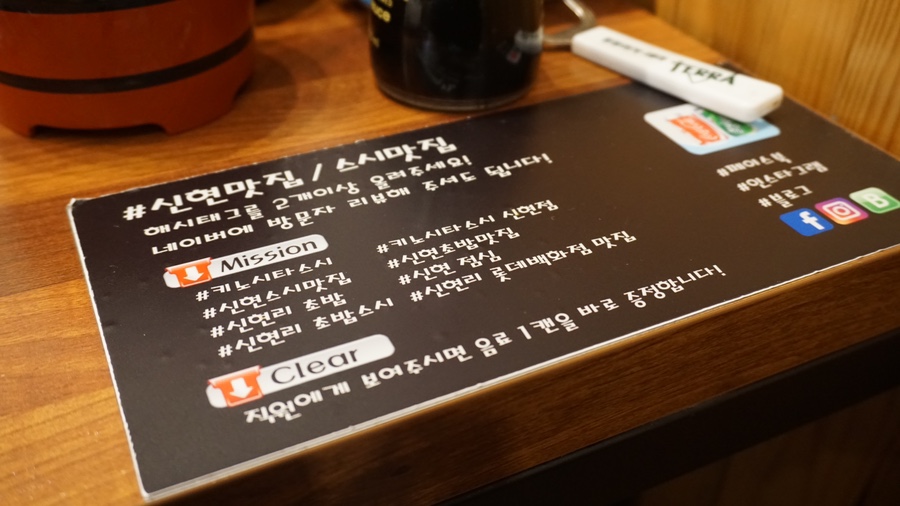 TERRA
#신현맛집 / 스시맛집
해시태그를 2개이상 올려주세요!
네이버에 방문자 리뷰해 주셔도 됩니다!
Mission
#키노시타스시 #키노시타스시 신현점
#신현스시맛집 #신현초밥맛집
#신현리 초밥 #신현 점심
#신현리 초밥스시 #신현리 롯데백화점 맛집
Clear
직원에게 보여주시면 음료 1캔을 바로 증정합니다!
#페이스북
#인스타그램
#블로그
f
B